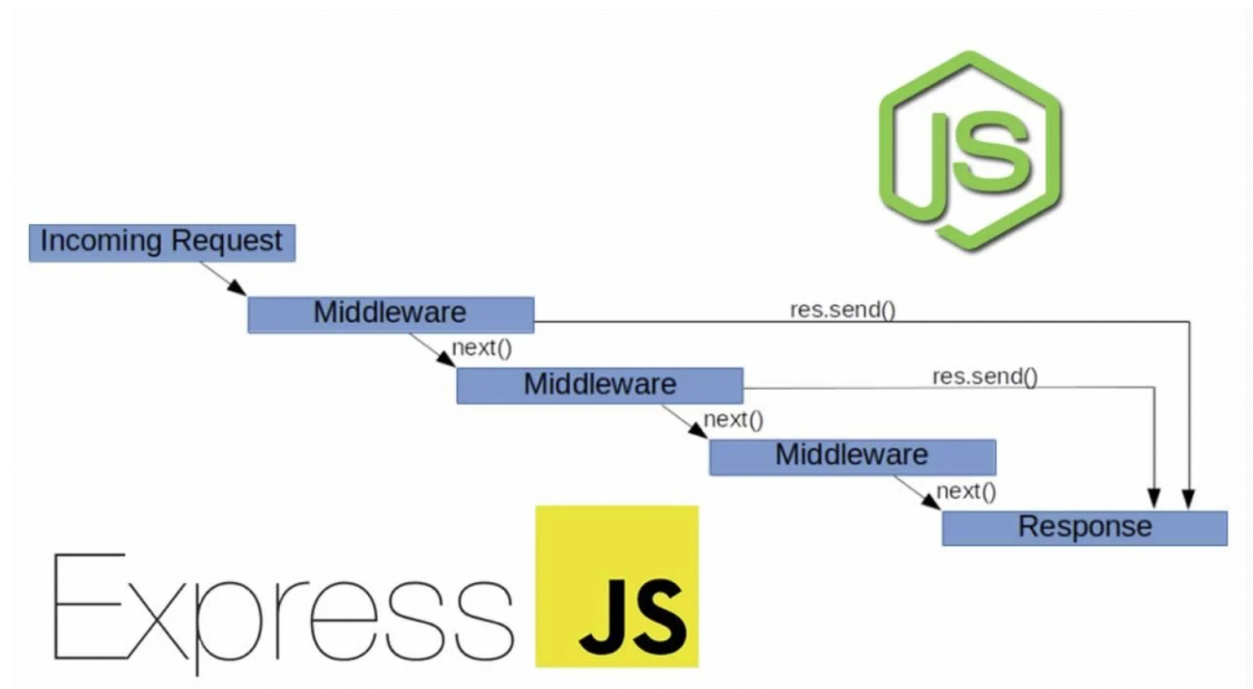 JS
Incoming Request
Middleware
res.send()
next()
Middleware
res.send()
next()
Middleware
next()
Response
Express
JS